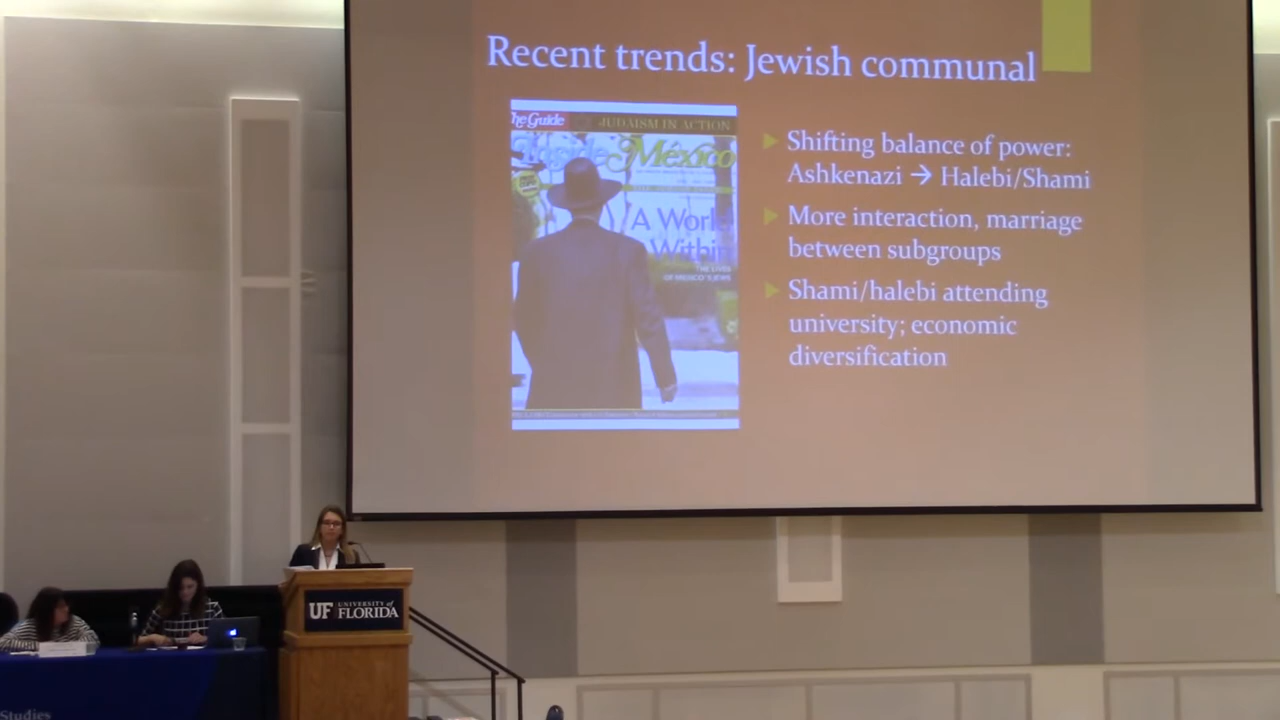 Recent trends: Jewish communal
he Guide
JUDAISM IN ACTION
Inside México
A World
Within
THE LIVES
OF MEXICO'S JEWS
Shifting balance of power:
Ashkenazi → Halebi/Shami
More interaction, marriage
between subgroups
Shami/halebi attending
university; economic
diversification
UF UNIVERSITY of
FLORIDA
Studies